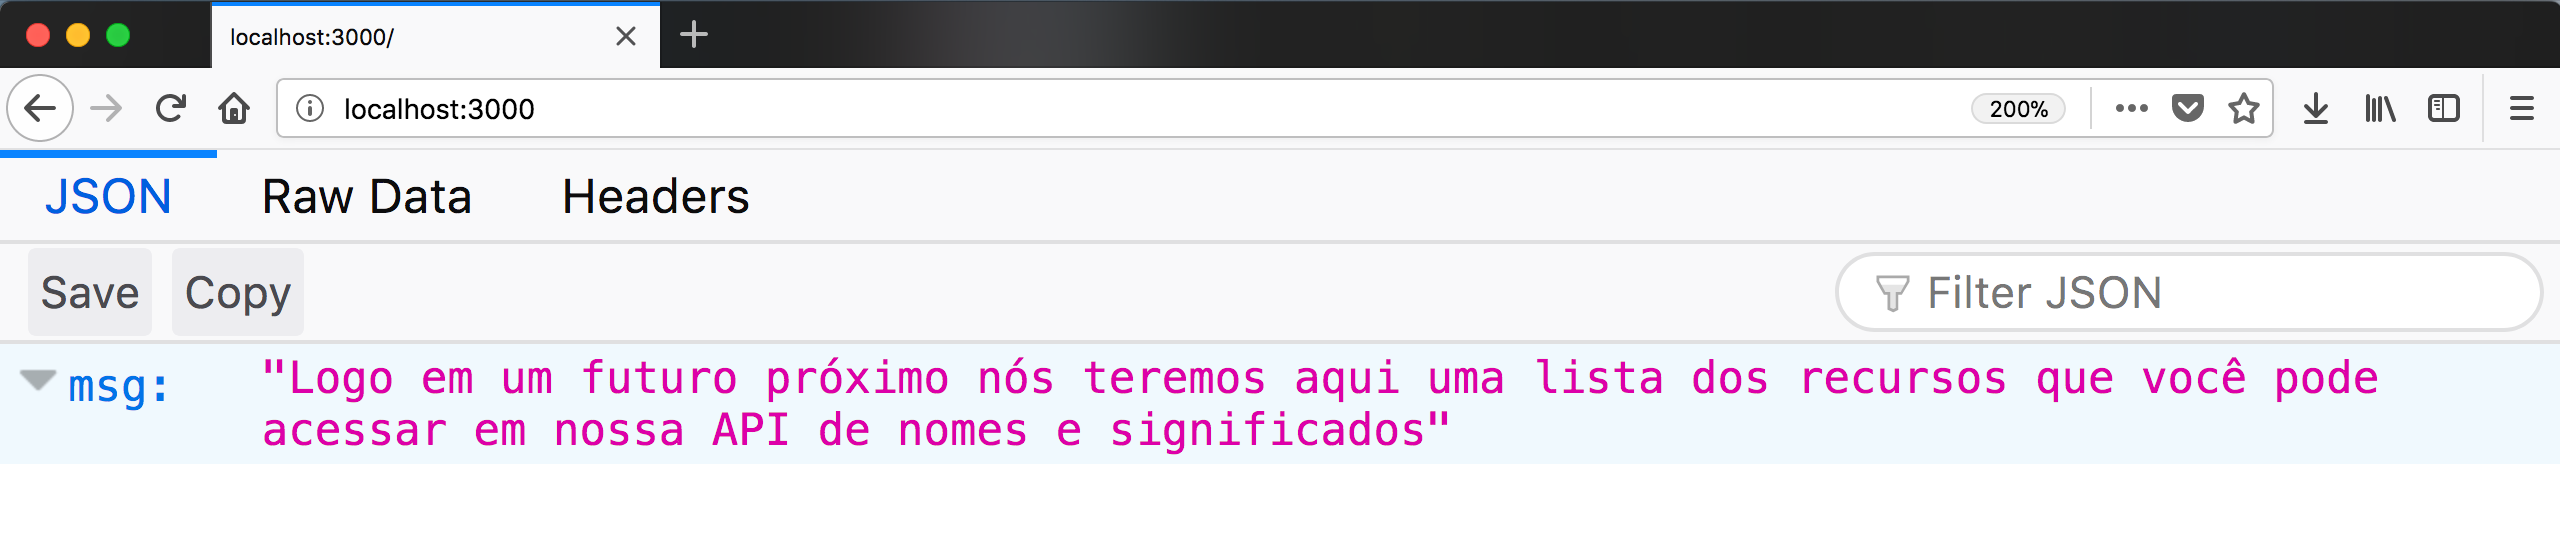 localhost:3000/
localhost:3000 200%
JSON Raw Data Headers
Save Copy Filter JSON
msg: "Logo em um futuro próximo nós teremos aqui uma lista dos recursos que você pode
acessar em nossa API de nomes e significados"